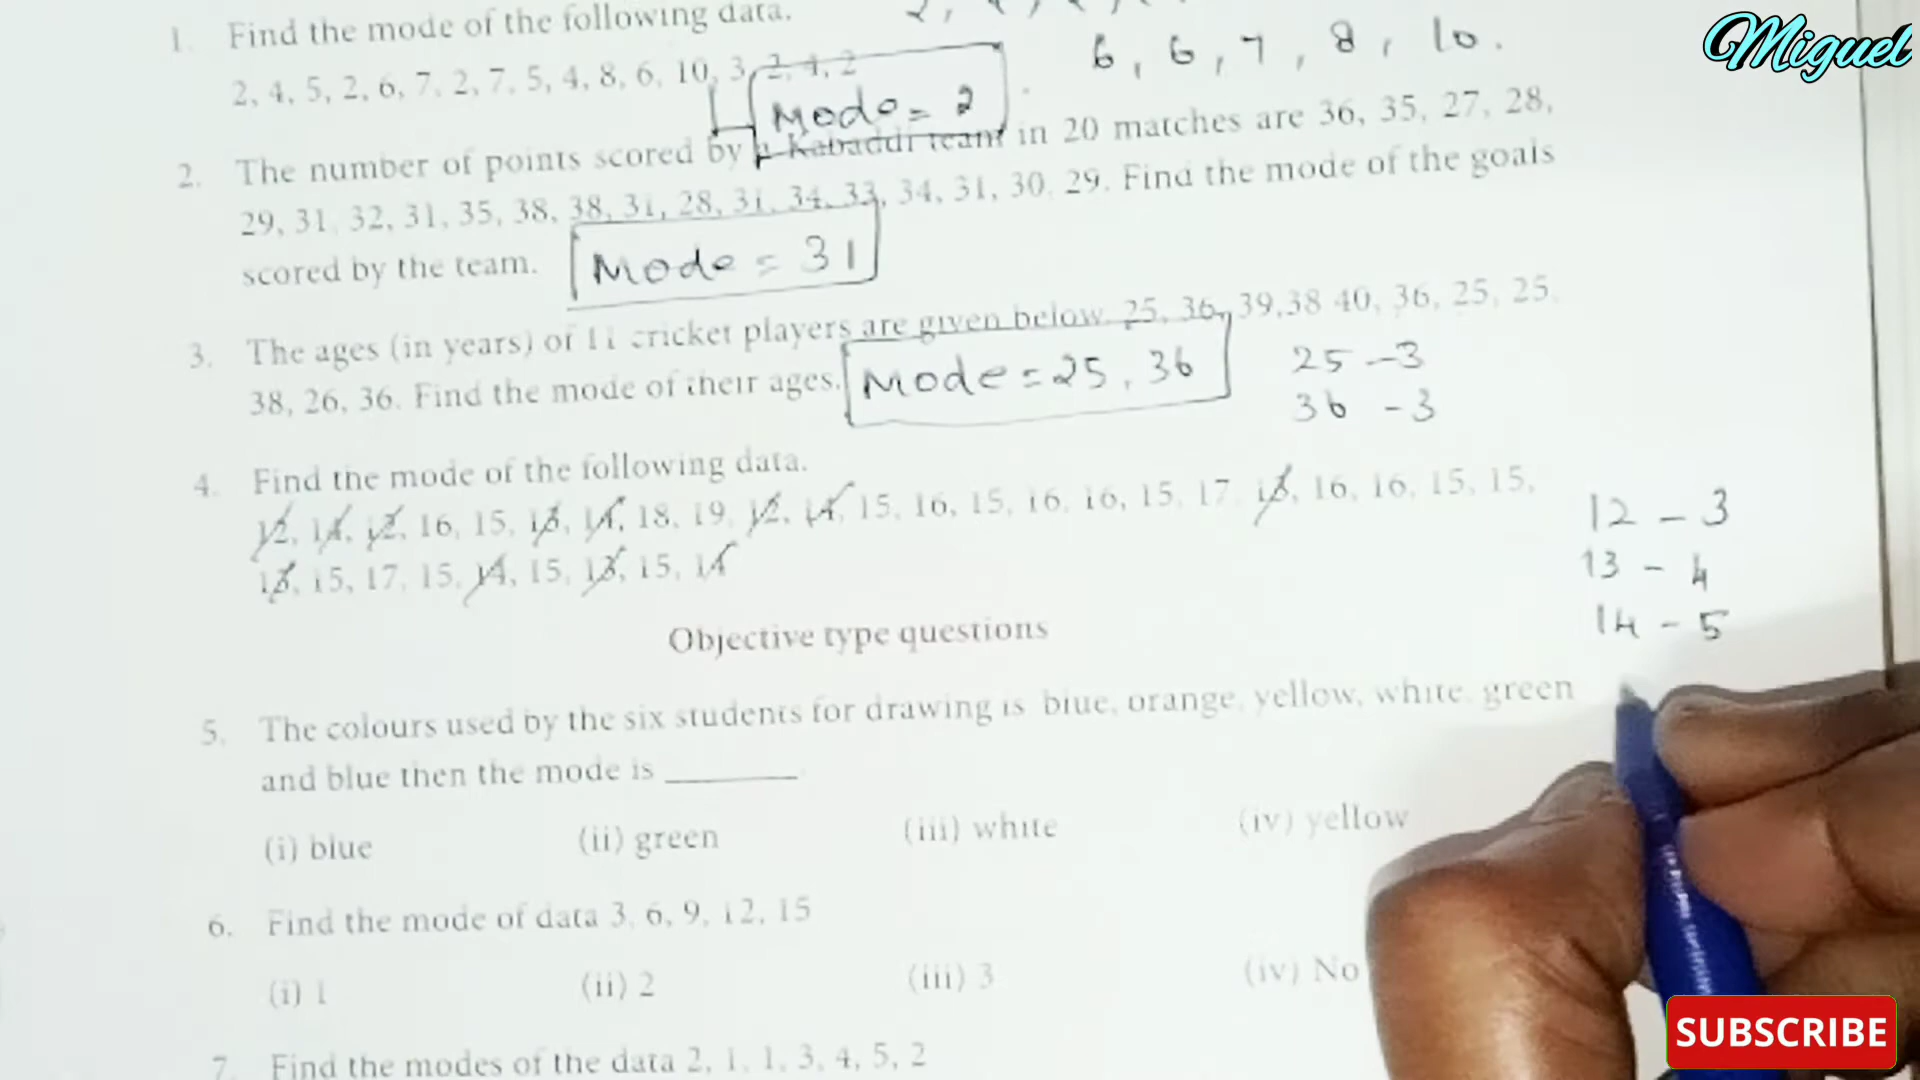 1. Find the mode of the following data.
6, 6, 7, 8, 10.
Miguel
2, 4, 5, 2, 6, 7, 2, 7, 5, 4, 8, 6, 10, 3, 2, 4, 2
Mode = 2
2. The number of points scored by a Kabaddi team in 20 matches are 36, 35, 27, 28,
29, 31, 32, 31, 35, 38, 38, 31, 28, 31, 34, 33, 34, 31, 30, 29. Find the mode of the goals
scored by the team.
Mode = 31
3. The ages (in years) of 11 cricket players are given below. 25, 36, 39,38 40, 36, 25, 25,
38, 26, 36. Find the mode of their ages.
Mode = 25, 36
25 - 3
36 - 3
4. Find the mode of the following data.
12, 14, 12, 16, 15, 13, 14, 18, 19, 12, 14, 15, 16, 15, 16, 16, 15, 17, 13, 16, 16, 15, 15,
13, 15, 17, 15, 14, 15, 13, 15, 14
12 - 3
13 - 4
14 - 5
Objective type questions
5. The colours used by the six students for drawing is blue, orange, yellow, white, green
and blue then the mode is ________
(i) blue (ii) green (iii) white (iv) yellow
6. Find the mode of data 3, 6, 9, 12, 15
(i) 1 (ii) 2 (iii) 3 (iv) No
7. Find the modes of the data 2, 1, 1, 3, 4, 5, 2
SUBSCRIBE